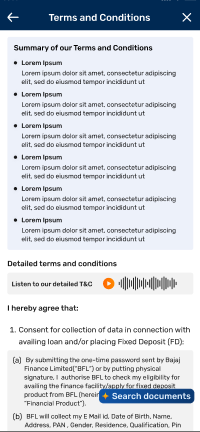 Terms and Conditions
Summary of our Terms and Conditions
• Lorem Ipsum
Lorem ipsum dolor sit amet, consectetur adipiscing
elit, sed do eiusmod tempor incididunt ut
• Lorem Ipsum
Lorem ipsum dolor sit amet, consectetur adipiscing
elit, sed do eiusmod tempor incididunt ut
• Lorem Ipsum
Lorem ipsum dolor sit amet, consectetur adipiscing
elit, sed do eiusmod tempor incididunt ut
• Lorem Ipsum
Lorem ipsum dolor sit amet, consectetur adipiscing
elit, sed do eiusmod tempor incididunt ut
• Lorem Ipsum
Lorem ipsum dolor sit amet, consectetur adipiscing
elit, sed do eiusmod tempor incididunt ut
• Lorem Ipsum
Lorem ipsum dolor sit amet, consectetur adipiscing
elit, sed do eiusmod tempor incididunt ut
Detailed terms and conditions
Listen to our detailed T&C
I hereby agree that:
1. Consent for collection of data in connection with
availing loan and/or placing Fixed Deposit (FD):
(a) By submitting the one-time password sent by Bajaj
Finance Limited("BFL") or by putting physical
signature, I authorise BFL to check my eligibility for
availing the finance facility/apply for fixed deposit
product from BFL
"Financial Product").
Search documents
(b) BFL will collect my E Mail id, Date of Birth, Name,
Address, PAN , Gender, Residence, Qualification, Pin